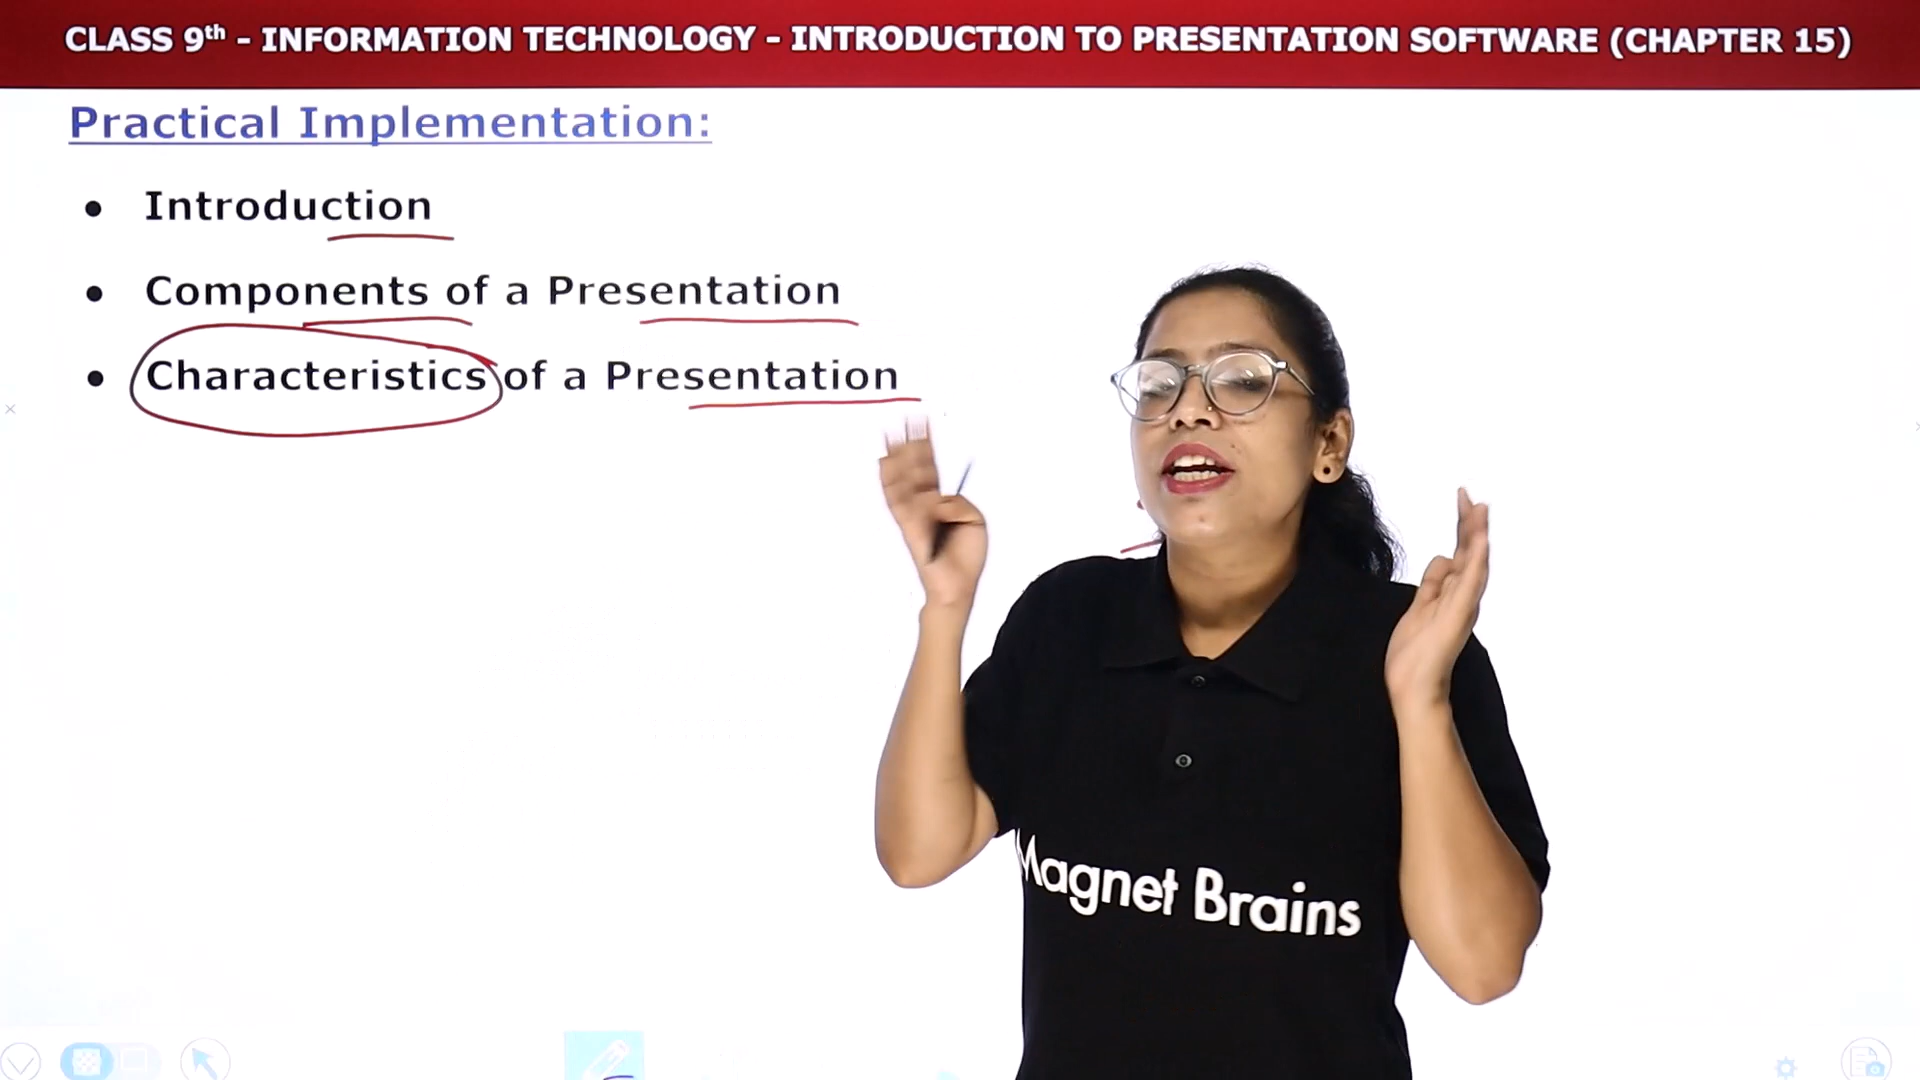 CLASS 9th - INFORMATION TECHNOLOGY - INTRODUCTION TO PRESENTATION SOFTWARE (CHAPTER 15)
Practical Implementation:
• Introduction
• Components of a Presentation
• Characteristics of a Presentation
Magnet Brains